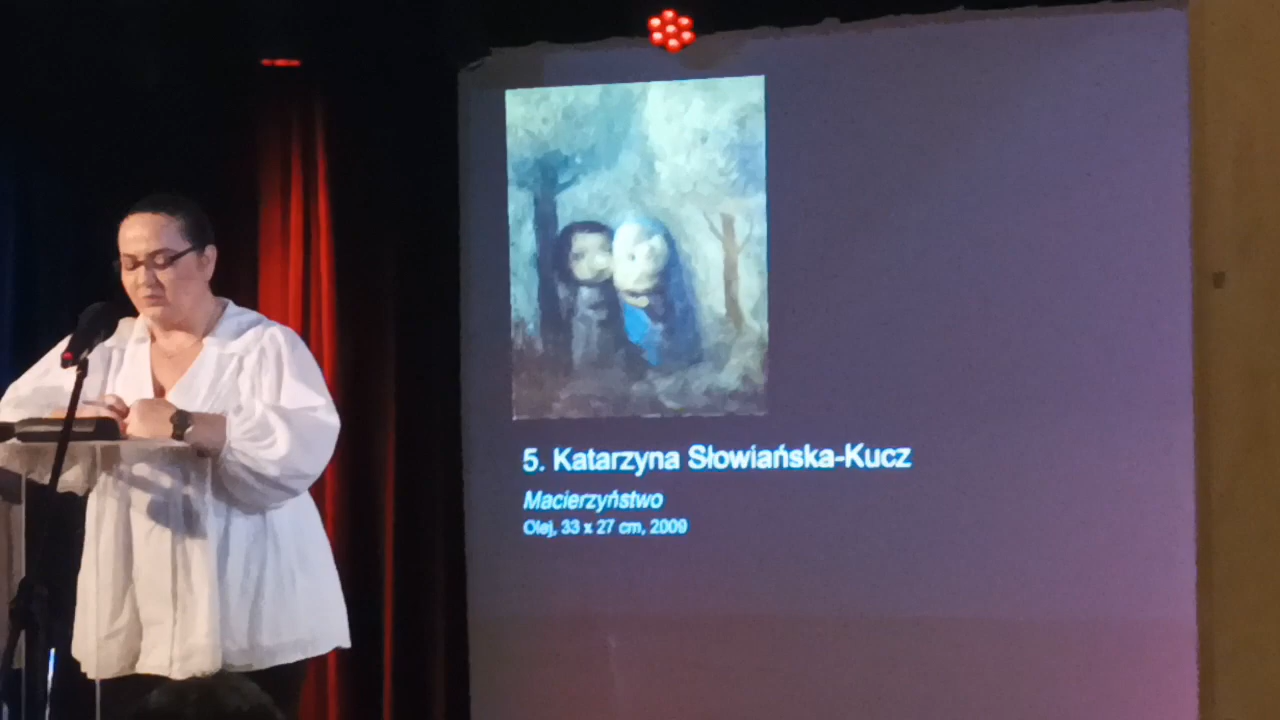 5. Katarzyna Słowiańska-Kucz
Macierzyństwo
Olej, 33 x 27 cm, 2009